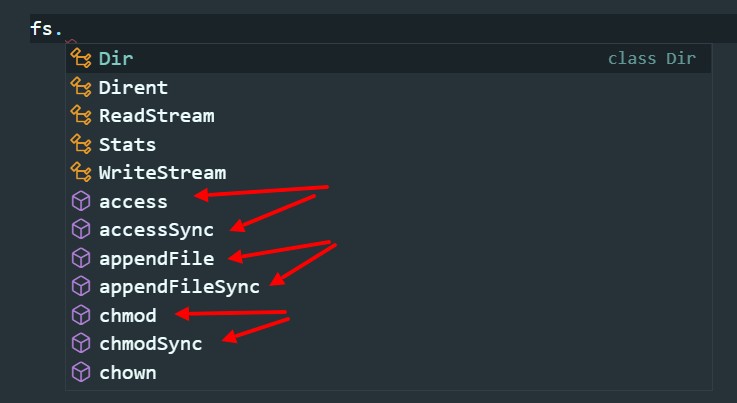 fs.
Dir class Dir
Dirent
ReadStream
Stats
WriteStream
access
accessSync
appendFile
appendFileSync
chmod
chmodSync
chown